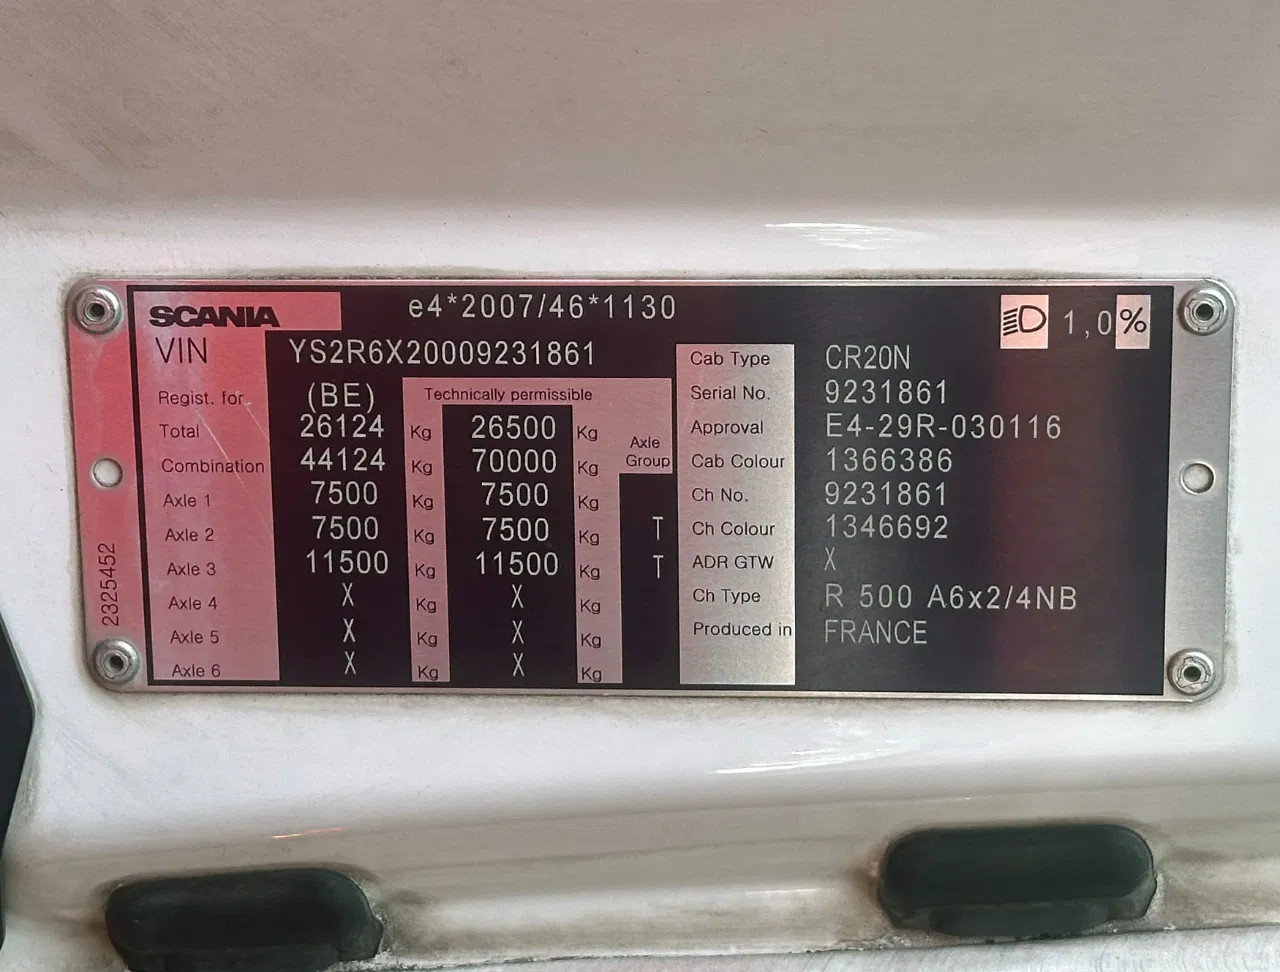 SCANIA e4*2007/46*1130 1,0%
VIN YS2R6X20009231861
Regist. for (BE) Technically permissible
Total 26124 Kg 26500 Kg
Axle Group
Combination 44124 Kg 70000 Kg
Axle 1 7500 Kg 7500 Kg
Axle 2 7500 Kg 7500 Kg T
Axle 3 11500 Kg 11500 Kg T
Axle 4 X Kg X Kg
Axle 5 X Kg X Kg
Axle 6 X Kg X Kg
Cab Type CR20N
Serial No. 9231861
Approval E4-29R-030116
Cab Colour 1366386
Ch No. 9231861
Ch Colour 1346692
ADR GTW X
Ch Type R 500 A6x2/4NB
Produced in FRANCE
2325452